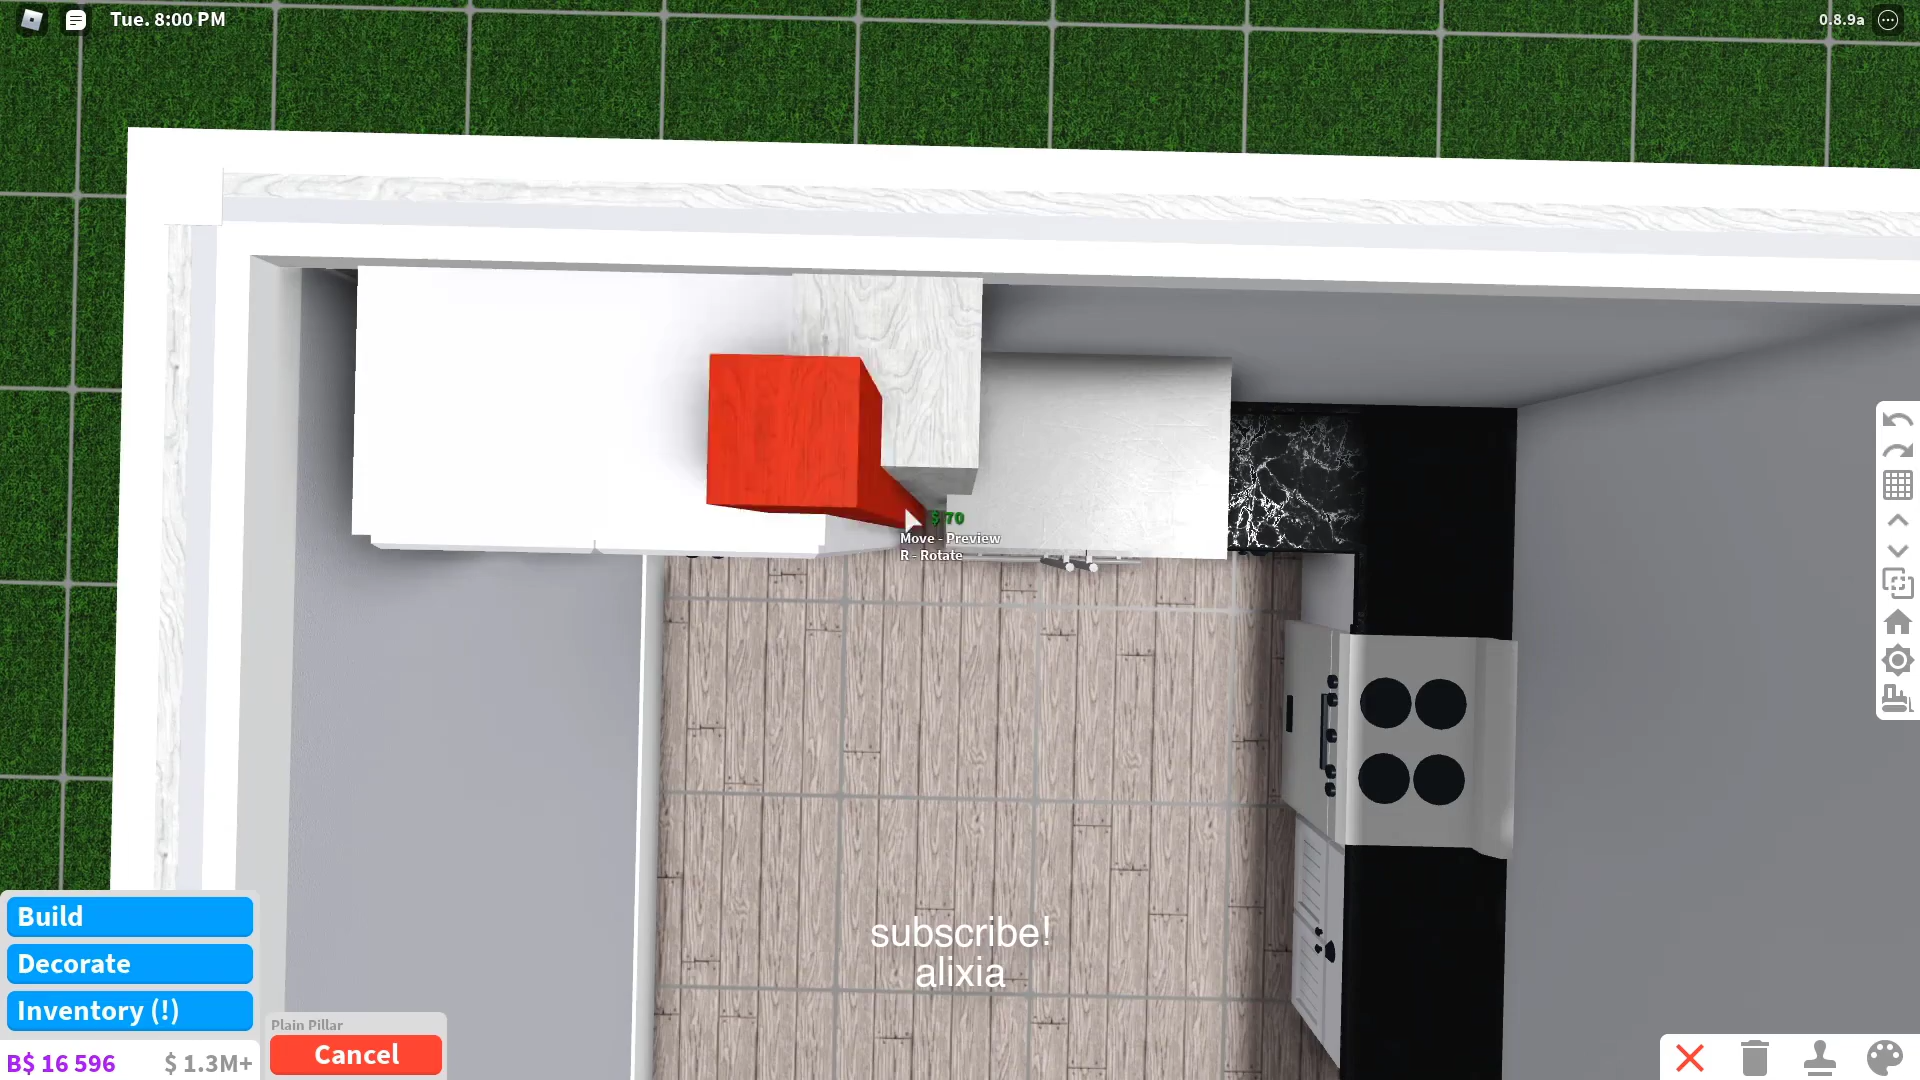 Tue. 8:00 PM
0.8.9a
$ 70
Move - Preview
R - Rotate
subscribe!
alixia
Build
Decorate
Inventory (!)
B$ 16 596
$ 1.3M+
Plain Pillar
Cancel